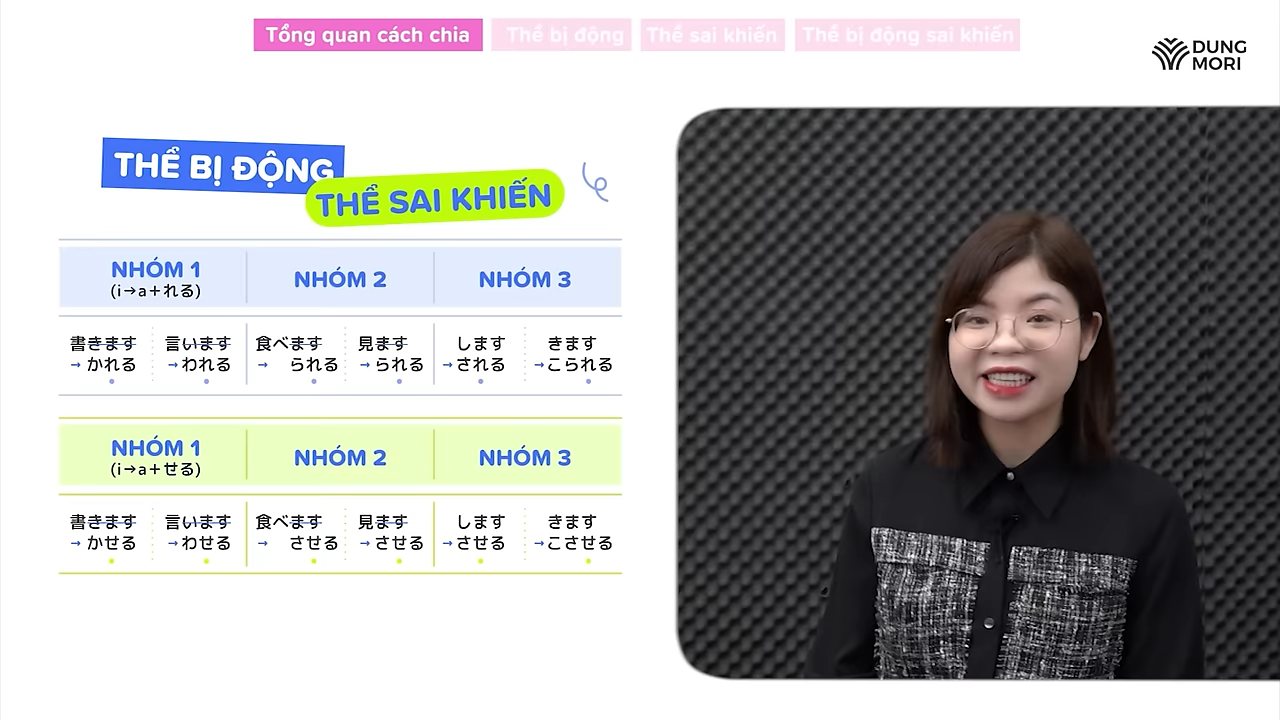 Tổng quan cách chia
Thể bị động
Thể sai khiến
Thể bị động sai khiến
DUNG
MORI
THỂ BỊ ĐỘNG
THỂ SAI KHIẾN
NHÓM 1
(i→a+れる)
NHÓM 2
NHÓM 3
書きます
→ かれる
言います
→われる
食べます
→ られる
見ます
→られる
します
→される
きます
→こられる
NHÓM 1
(i→a+せる)
NHÓM 2
NHÓM 3
書きます
→ かせる
言います
→わせる
食べます
→ させる
見ます
→させる
します
→させる
きます
→こさせる